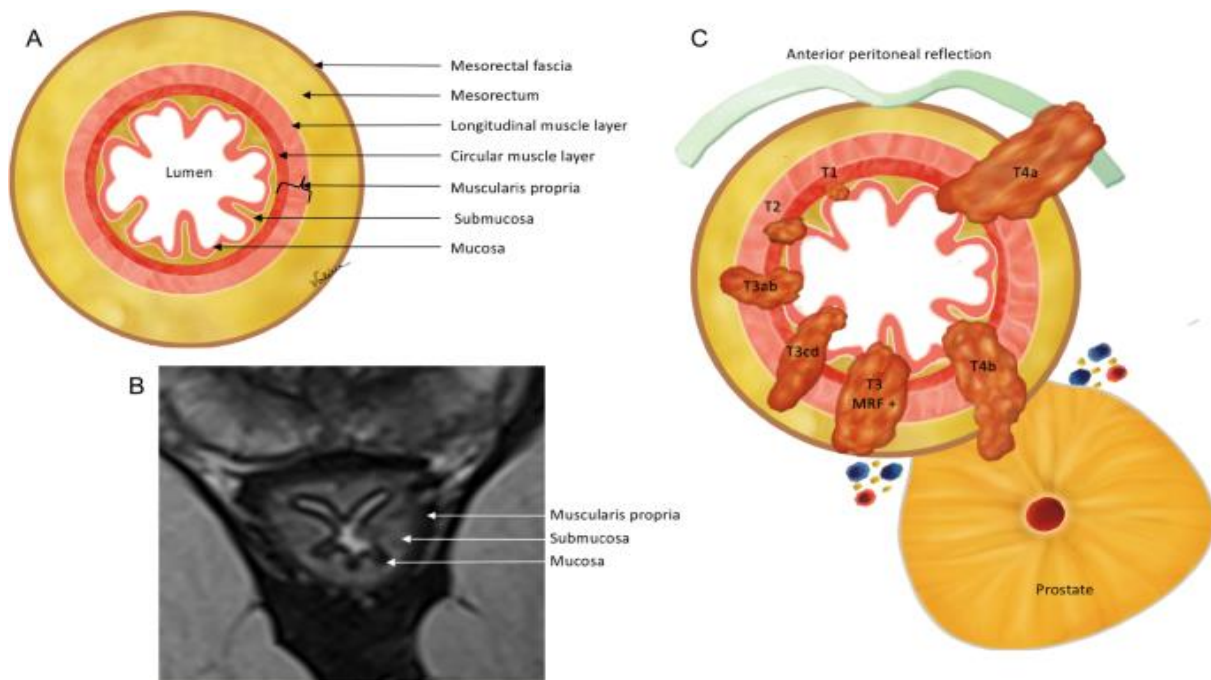 A
Mesorectal fascia
Mesorectum
Longitudinal muscle layer
Circular muscle layer
Muscularis propria
Submucosa
Mucosa
Lumen
B
Muscularis propria
Submucosa
Mucosa
C
Anterior peritoneal reflection
T1
T2
T3ab
T3cd
T3
MRF +
T4b
T4a
Prostate